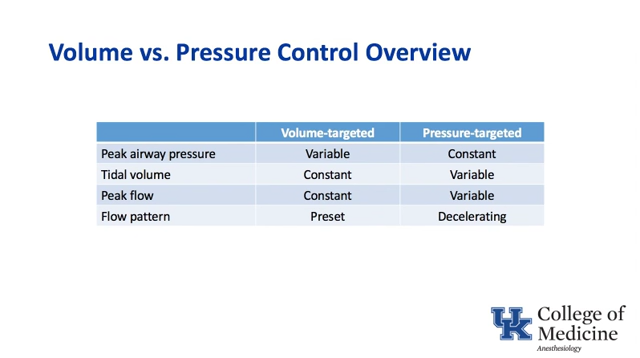 Volume vs. Pressure Control Overview
Volume-targeted Pressure-targeted
Peak airway pressure Variable Constant
Tidal volume Constant Variable
Peak flow Constant Variable
Flow pattern Preset Decelerating
UK College of
Medicine
Anesthesiology